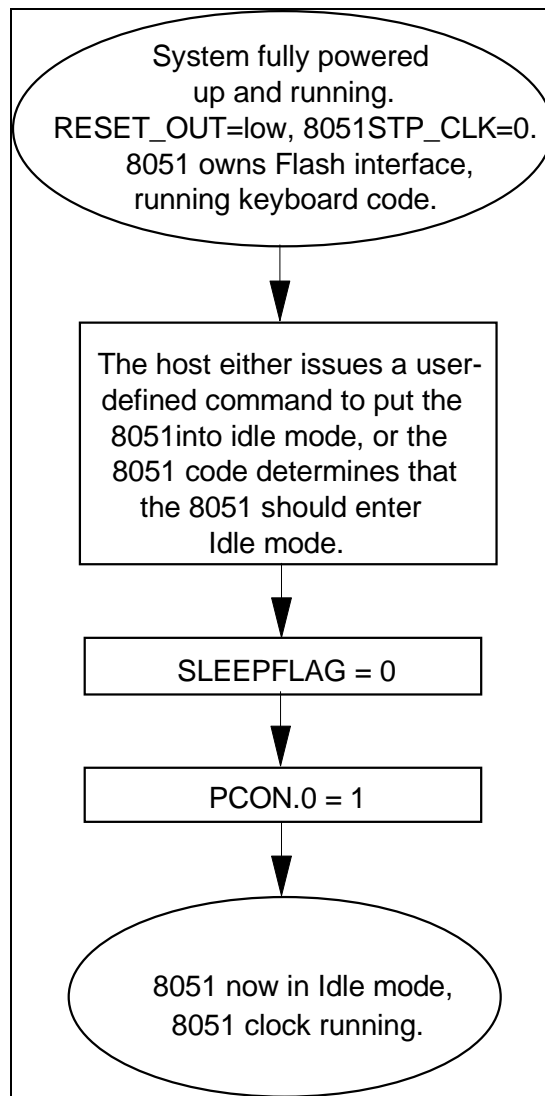 System fully powered
up and running.
RESET_OUT=low, 8051STP_CLK=0.
8051 owns Flash interface,
running keyboard code.
The host either issues a user-
defined command to put the
8051into idle mode, or the
8051 code determines that
the 8051 should enter
Idle mode.
SLEEPFLAG = 0
PCON.0 = 1
8051 now in Idle mode,
8051 clock running.